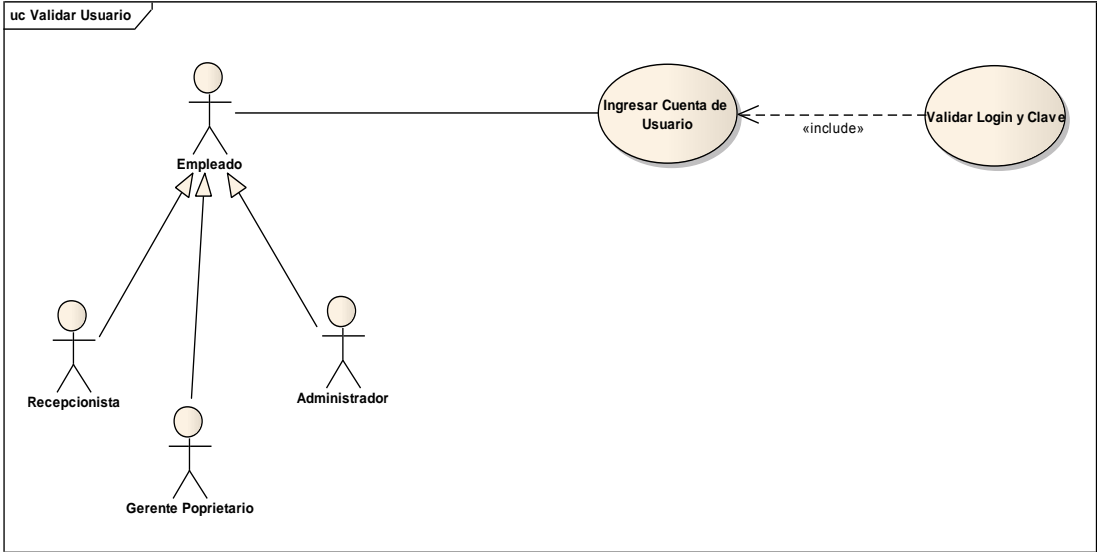 uc Validar Usuario
Ingresar Cuenta de
Usuario
«include»
Validar Login y Clave
Empleado
Recepcionista
Administrador
Gerente Poprietario